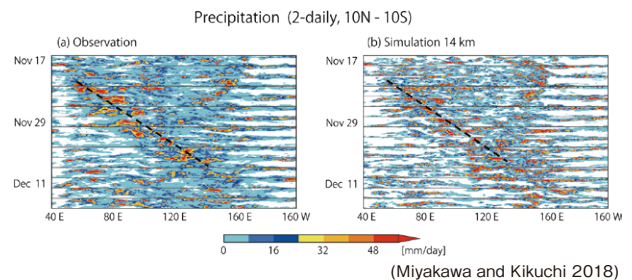 Precipitation (2-daily, 10N - 10S)
(a) Observation
(b) Simulation 14 km
Nov 17
Nov 29
Dec 11
40 E 80 E 120 E 160 E 160 W
Nov 17
Nov 29
Dec 11
40 E 80 E 120 E 160 E 160 W
0 16 32 48 [mm/day]
(Miyakawa and Kikuchi 2018)